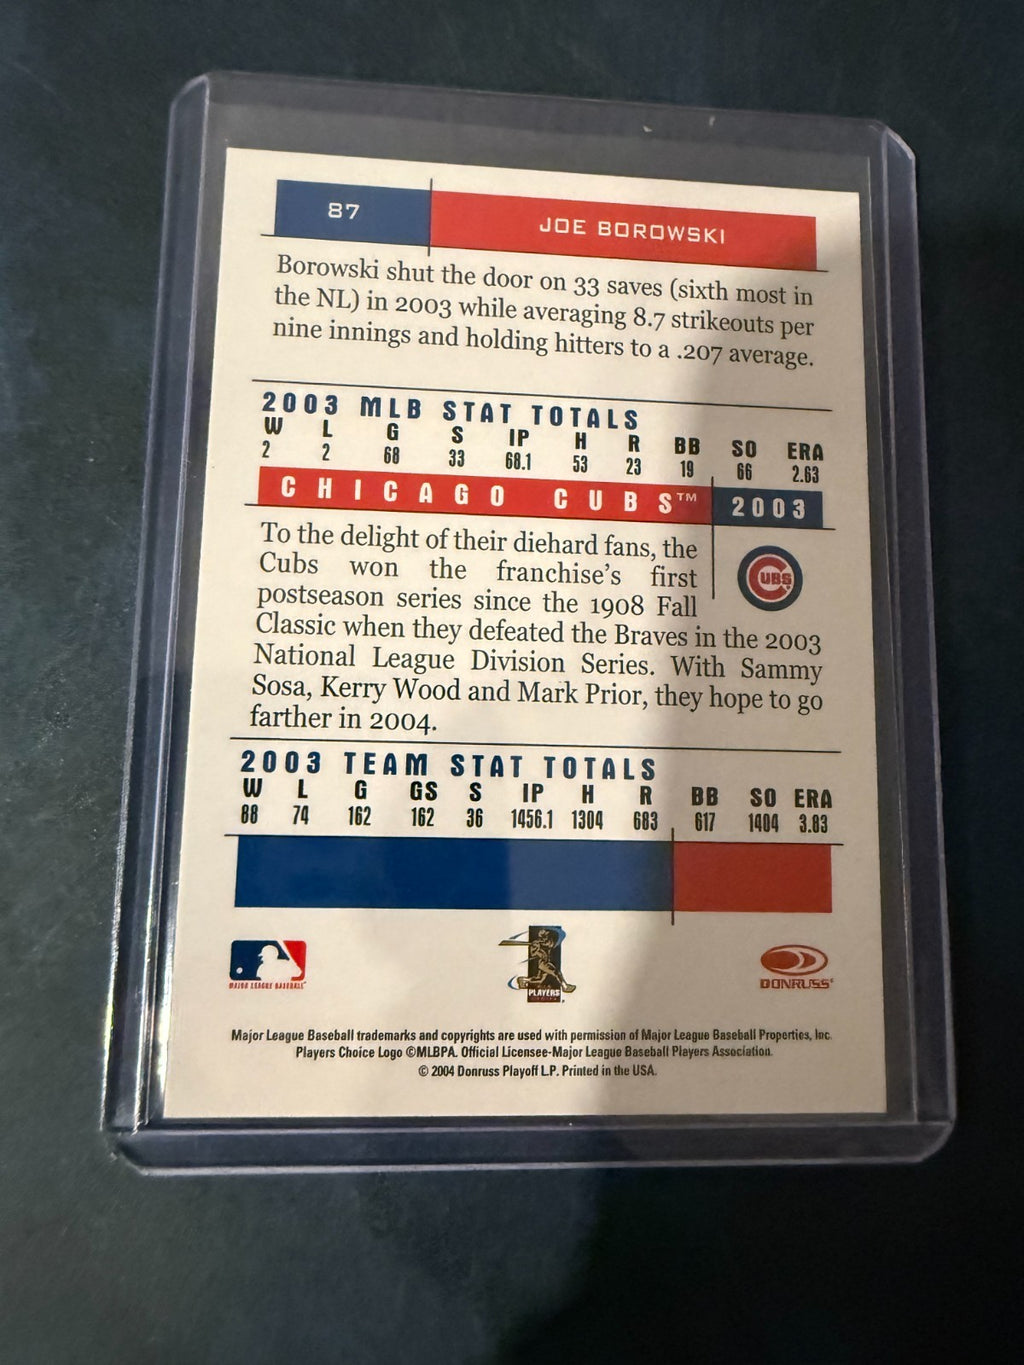 87
JOE BOROWSKI
Borowski shut the door on 33 saves (sixth most in
the NL) in 2003 while averaging 8.7 strikeouts per
nine innings and holding hitters to a .207 average.
2003 MLB STAT TOTALS
W L G S IP H R BB SO ERA
2 2 68 33 68.1 53 23 19 66 2.63
CHICAGO CUBS™ 2003
To the delight of their diehard fans, the
Cubs won the franchise's first
postseason series since the 1908 Fall
Classic when they defeated the Braves in the 2003
National League Division Series. With Sammy
Sosa, Kerry Wood and Mark Prior, they hope to go
farther in 2004.
CUBS
2003 TEAM STAT TOTALS
W L G GS S IP H R BB SO ERA
88 74 162 162 36 1456.1 1304 683 617 1404 3.83
MAJOR LEAGUE BASEBALL
PLAYERS
DONRUSS
Major League Baseball trademarks and copyrights are used with permission of Major League Baseball Properties, Inc.
Players Choice Logo ©MLBPA. Official Licensee-Major League Baseball Players Association.
© 2004 Donruss Playoff L.P. Printed in the USA.